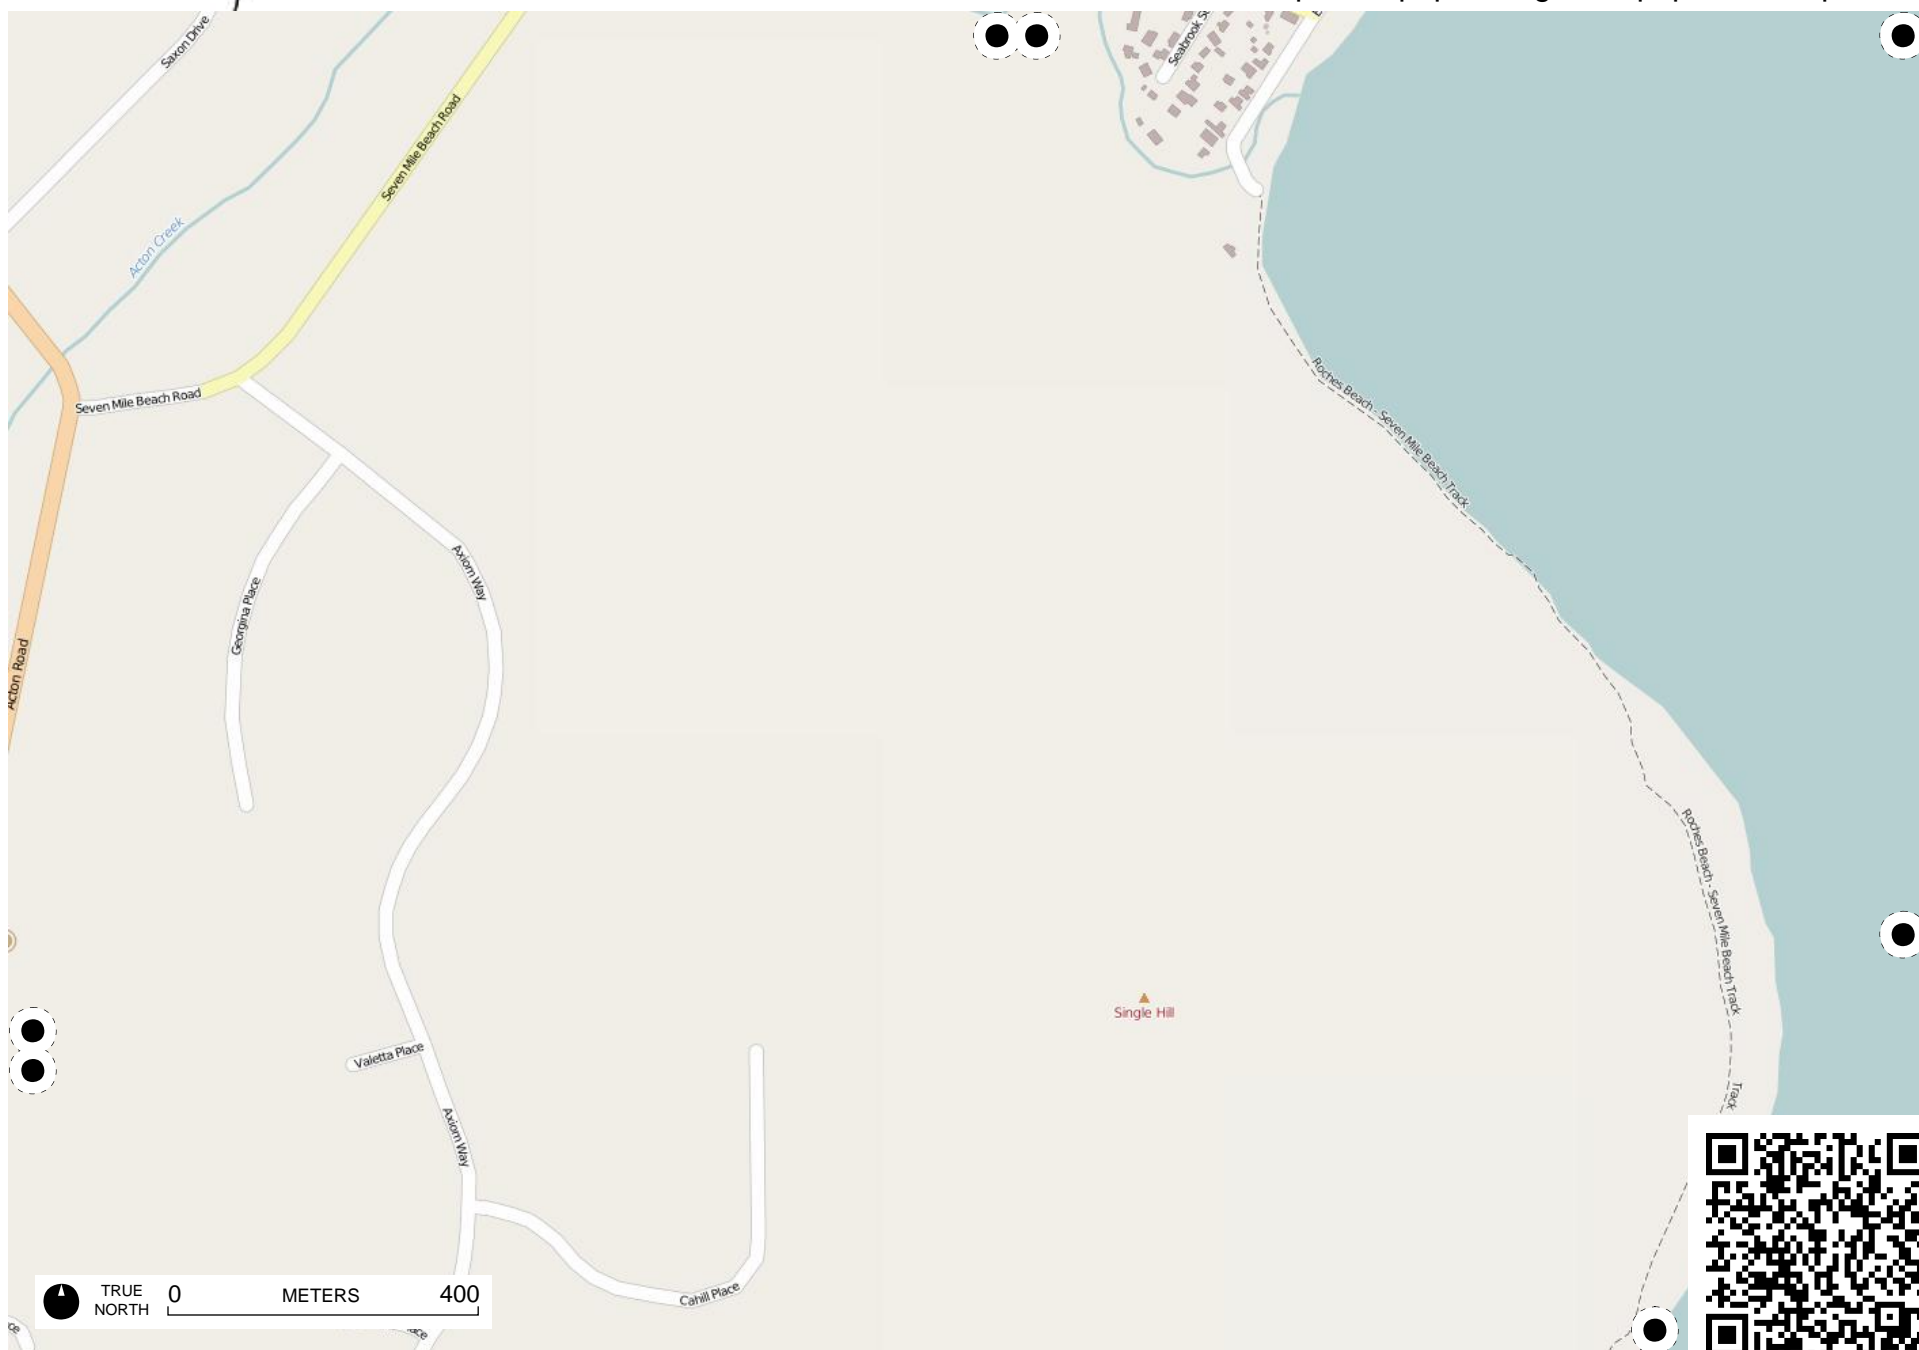 Saxon Drive
Seabrook
Seven Mile Beach Road
Acton Creek
Seven Mile Beach Road
Roches Beach - Seven Mile Beach Track
Axiom Way
Georgina Place
Acton Road
Roches Beach - Seven Mile Beach Track
Single Hill
Valetta Place
Track
Axiom Way
TRUE
NORTH
0 METERS 400
Cahill Place